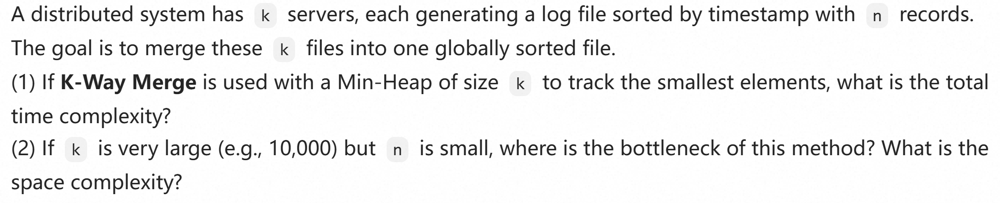 A distributed system has k servers, each generating a log file sorted by timestamp with n records.
The goal is to merge these k files into one globally sorted file.
(1) If K-Way Merge is used with a Min-Heap of size k to track the smallest elements, what is the total
time complexity?
(2) If k is very large (e.g., 10,000) but n is small, where is the bottleneck of this method? What is the
space complexity?